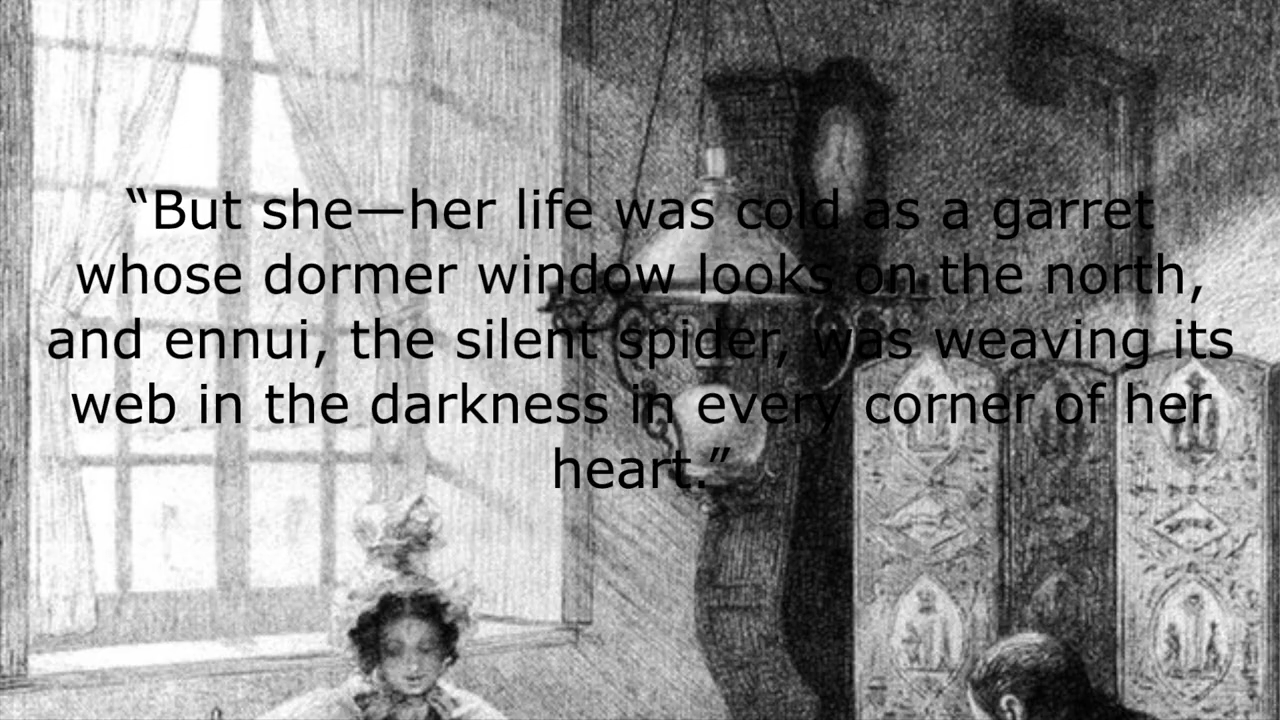 “But she—her life was cold as a garret
whose dormer window looks on the north,
and ennui, the silent spider, was weaving its
web in the darkness in every corner of her
heart.”